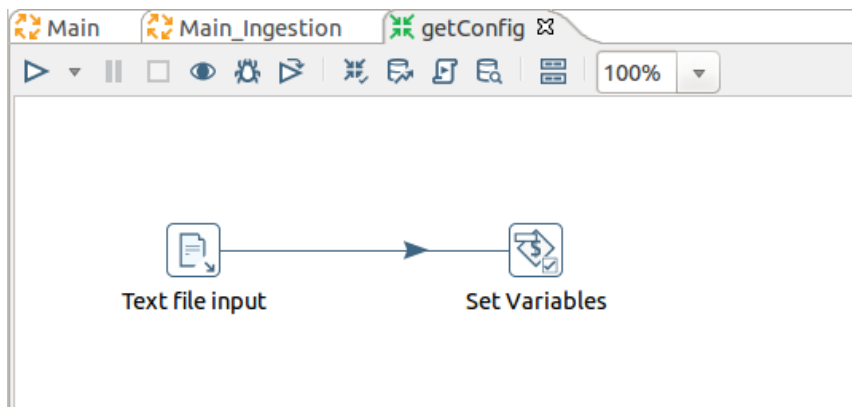 Main
Main_Ingestion
getConfig
100%
Text file input
Set Variables